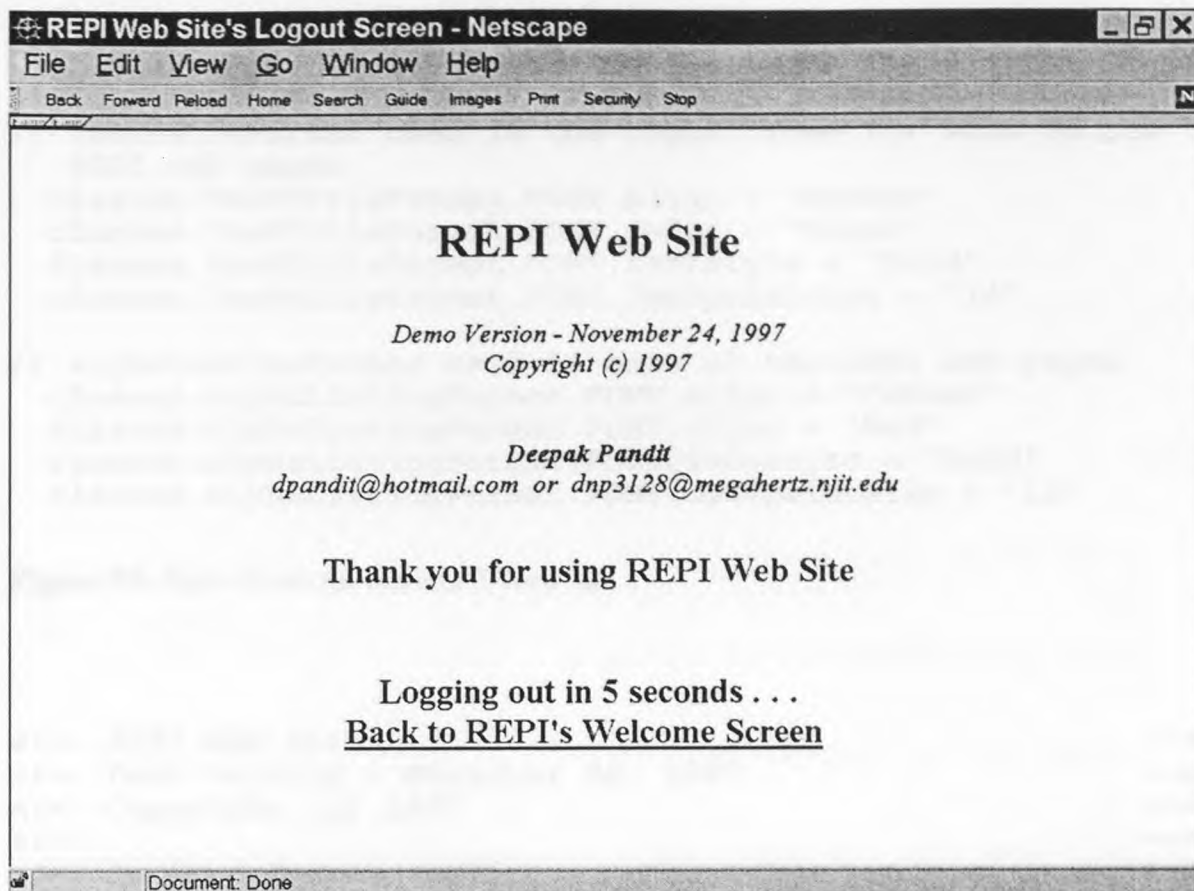 REPI Web Site's Logout Screen - Netscape
File Edit View Go Window Help
Back Forward Reload Home Search Guide Images Print Security Stop
N
REPI Web Site
Demo Version - November 24, 1997
Copyright (c) 1997
Deepak Pandit
dpandit@hotmail.com or dnp3128@megahertz.njit.edu
Thank you for using REPI Web Site
Logging out in 5 seconds . . .
Back to REPI's Welcome Screen
Document: Done